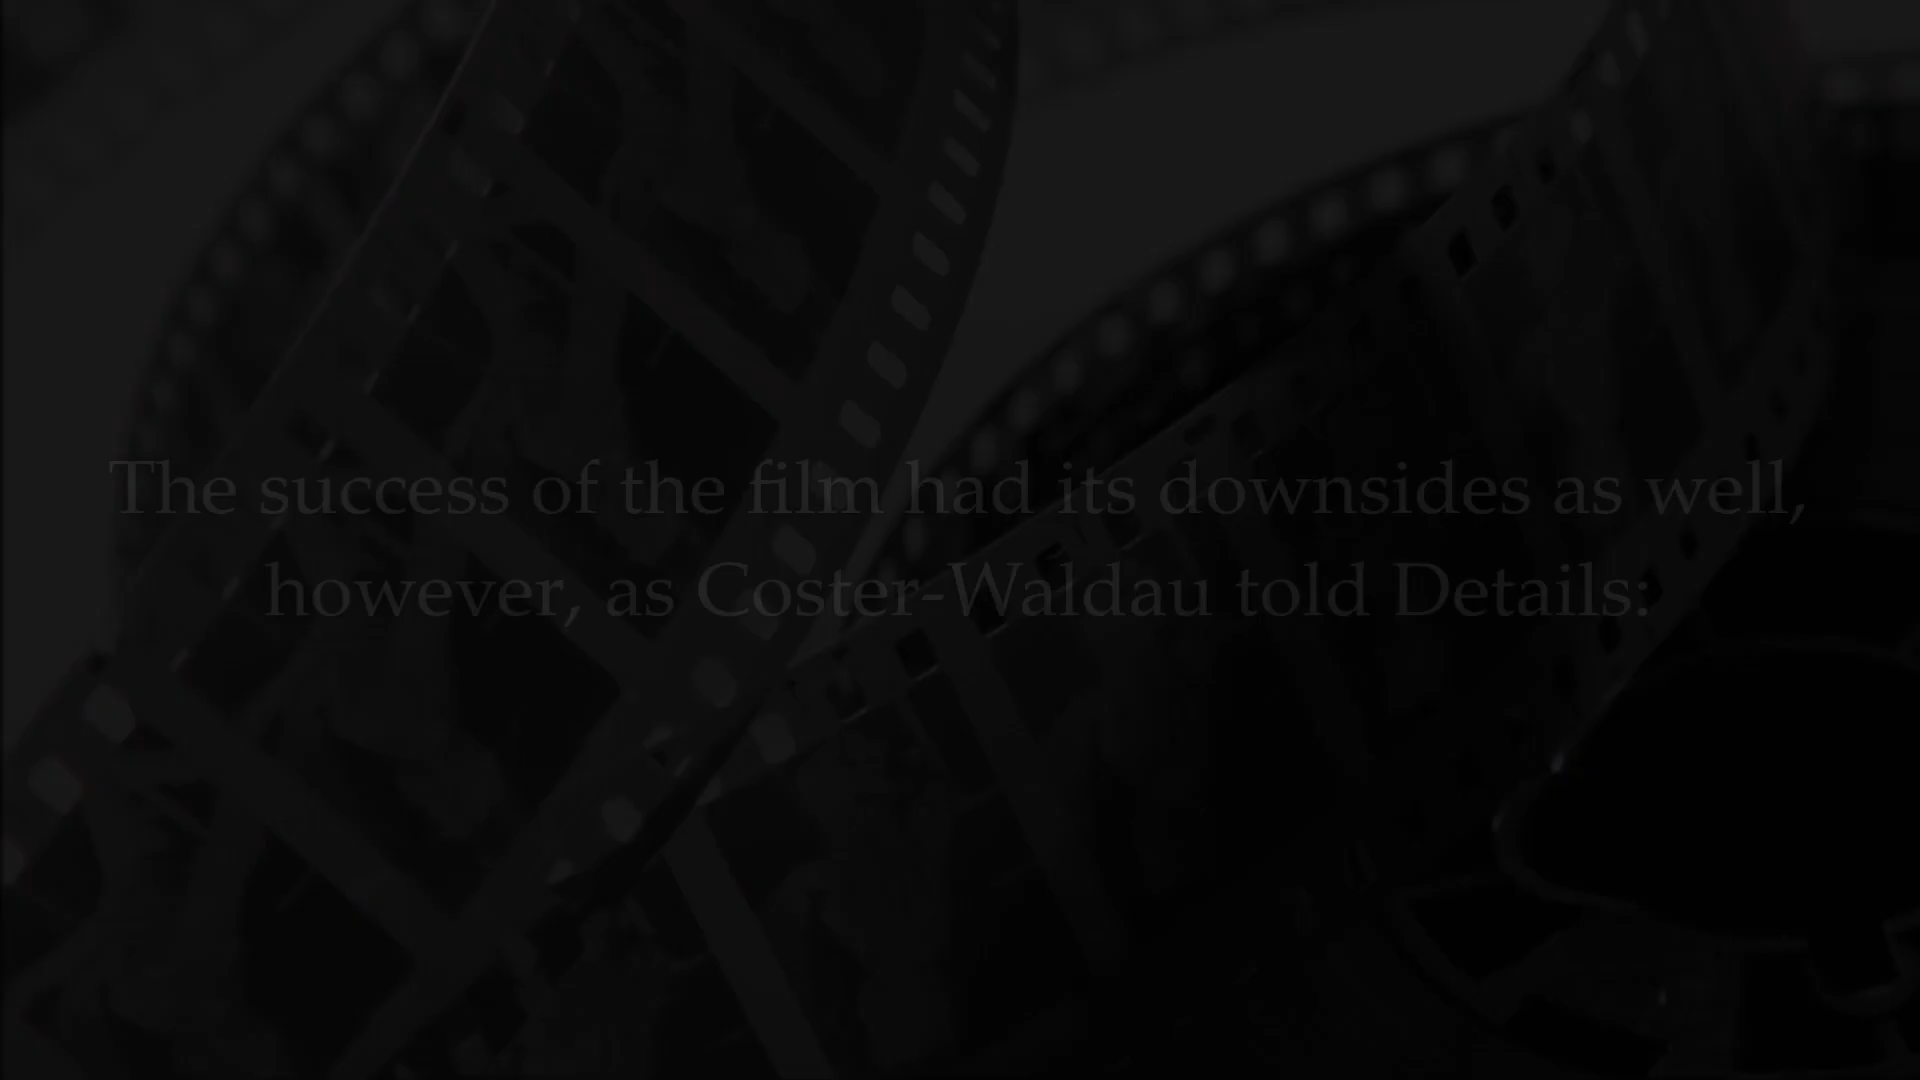 The success of the film had its downsides as well,
however, as Coster-Waldau told Details: